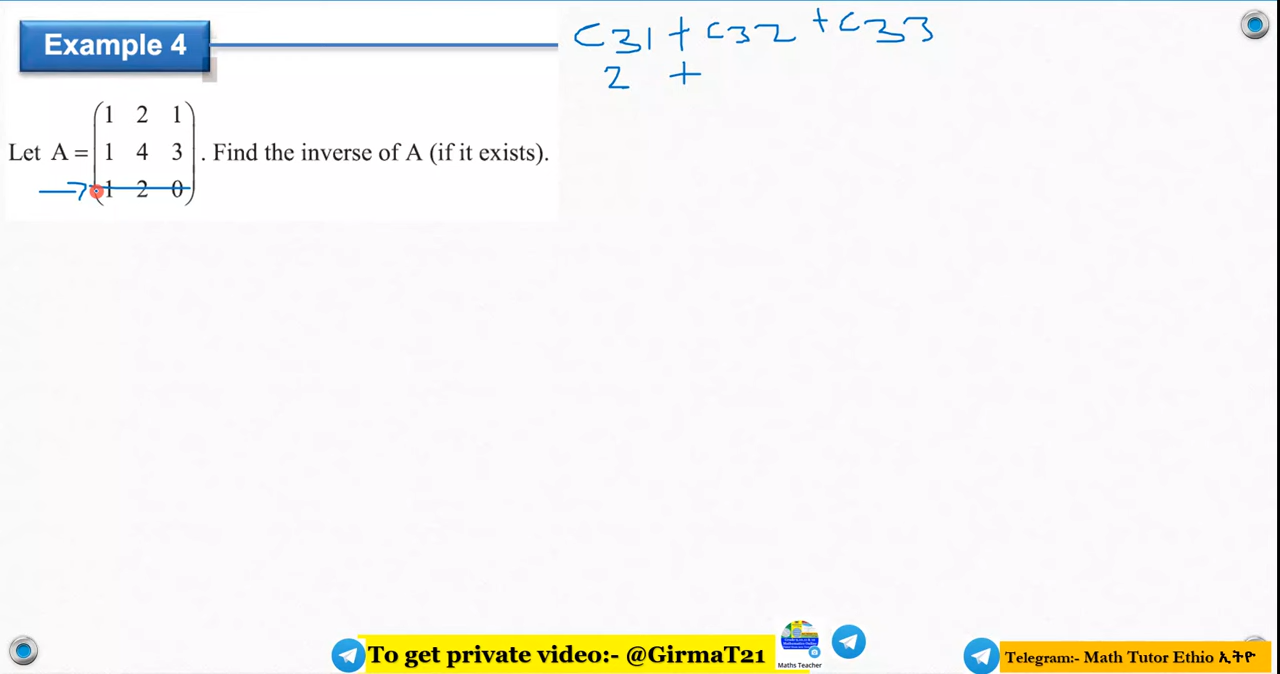 Example 4
C31 + C32 + C33
2 +
1 2 1
Let A = 1 4 3 . Find the inverse of A (if it exists).
1 2 0
To get private video:- @GirmaT21
Maths Teacher
Telegram:- Math Tutor Ethio ኢትዮ